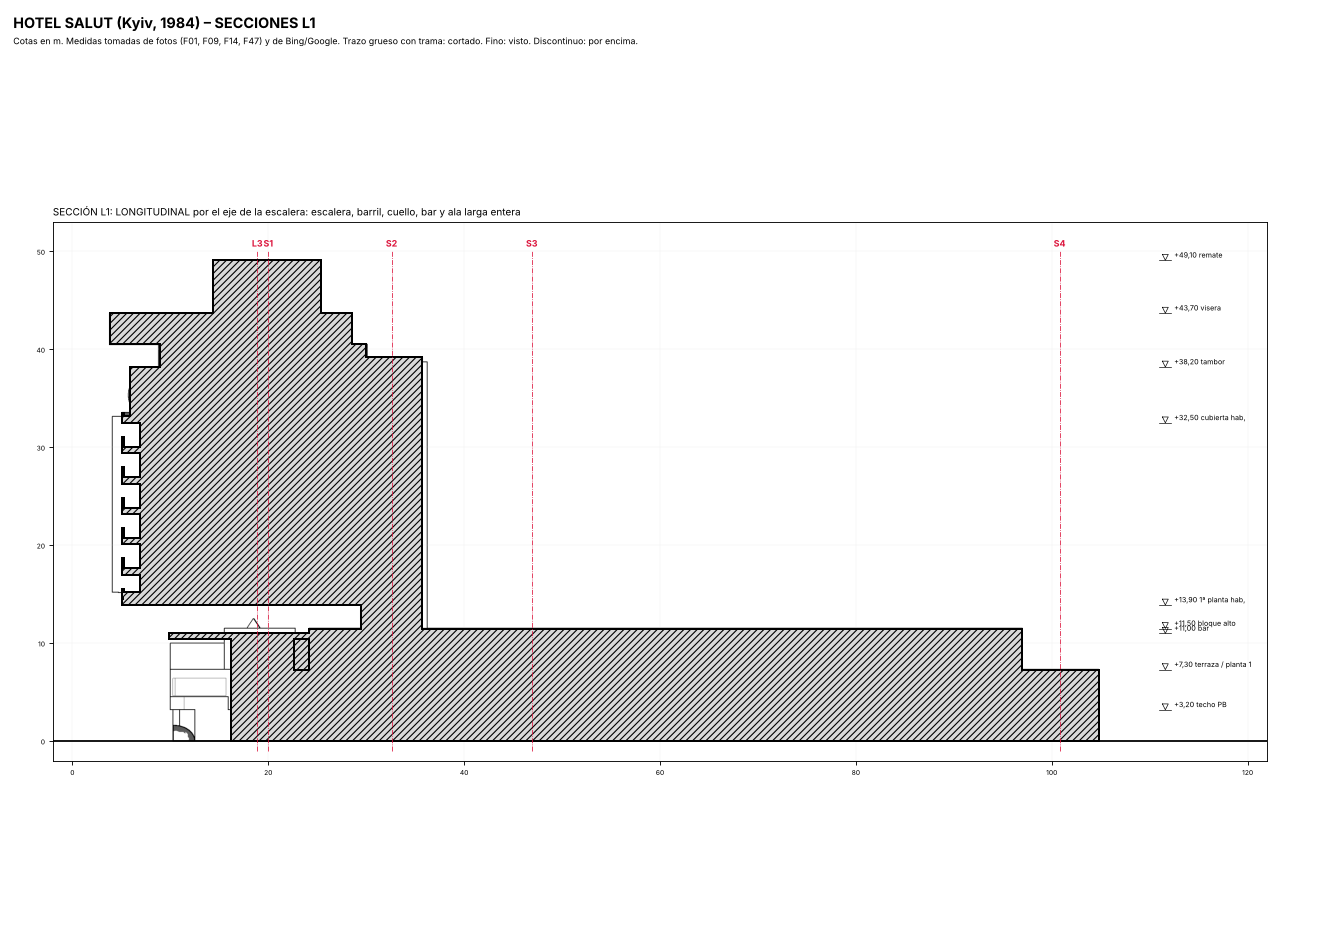 HOTEL SALUT (Kyiv, 1984) – SECCIONES L1
Cotas en m. Medidas tomadas de fotos (F01, F09, F14, F47) y de Bing/Google. Trazo grueso con trama: cortado. Fino: visto. Discontinuo: por encima.
SECCIÓN L1: LONGITUDINAL por el eje de la escalera: escalera, barril, cuello, bar y ala larga entera
L3 S1 S2 S3 S4
50
+49,10 remate
+43,70 visera
40
+38,20 tambor
+32,50 cubierta hab,
30
20
+13,90 1ª planta hab,
+11,50 bloque alto
+11,00 bar
10
+7,30 terraza / planta 1
+3,20 techo PB
0
0 20 40 60 80 100 120